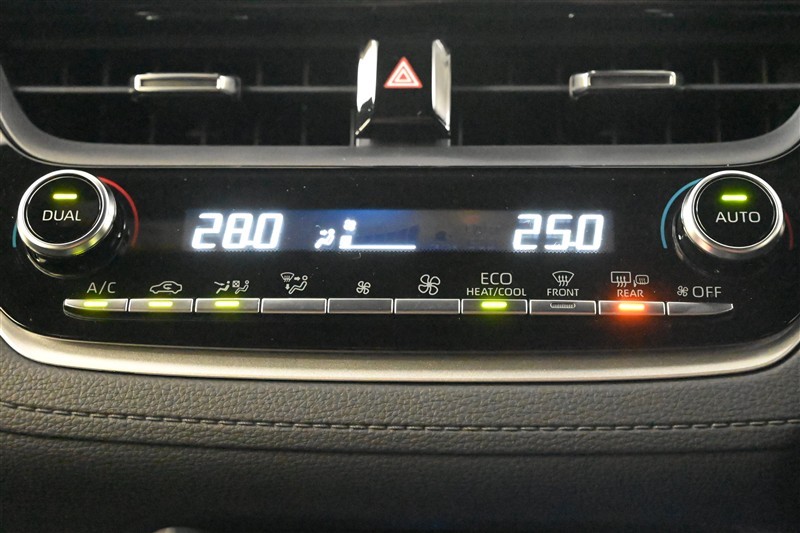 DUAL
28.0
25.0
AUTO
A/C
ECO
HEAT/COOL
FRONT
REAR
OFF